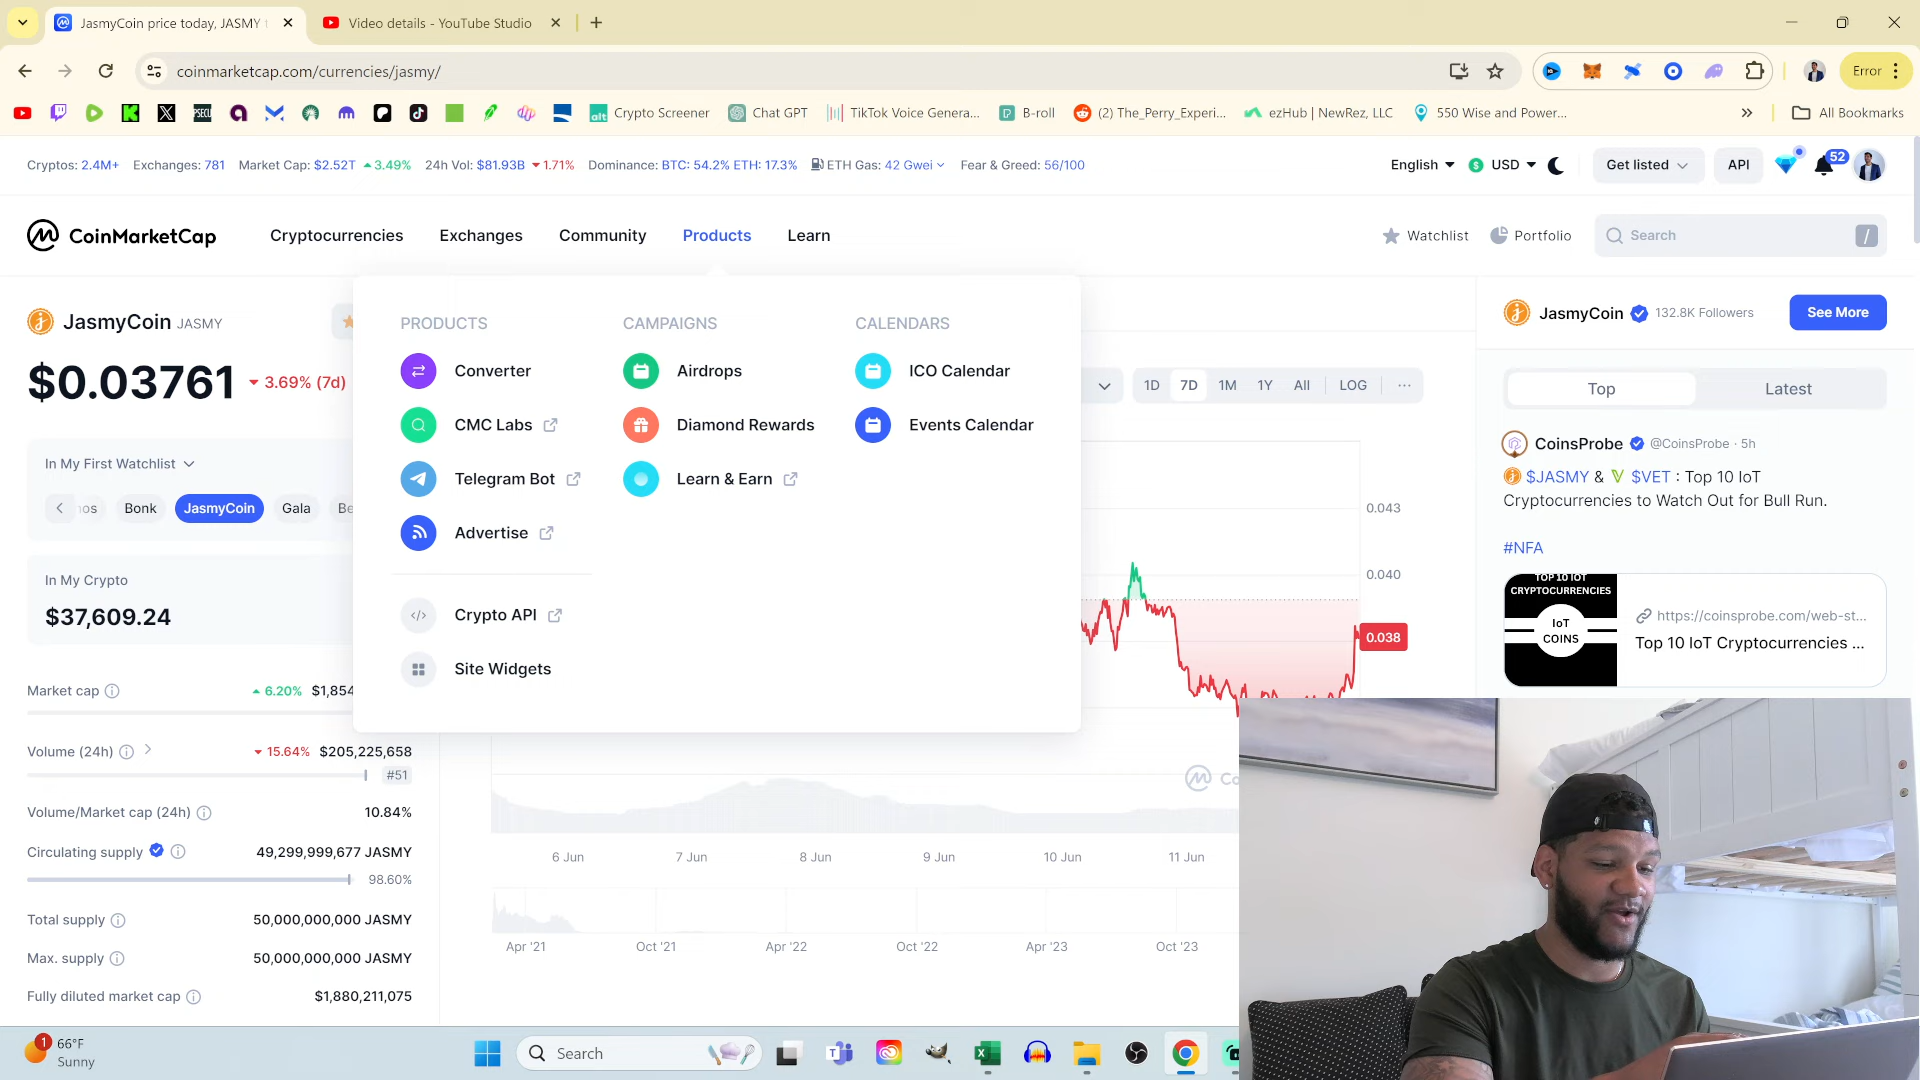 JasmyCoin price today, JASMY
Video details - YouTube Studio
coinmarketcap.com/currencies/jasmy/
Error
Crypto Screener
Chat GPT
TikTok Voice Genera...
B-roll
(2) The_Perry_Experi...
ezHub | NewRez, LLC
550 Wise and Power...
All Bookmarks
Cryptos: 2.4M+ Exchanges: 781 Market Cap: $2.52T 3.49% 24h Vol: $81.93B 1.71% Dominance: BTC: 54.2% ETH: 17.3% ETH Gas: 42 Gwei Fear & Greed: 56/100
English USD Get listed API 52
CoinMarketCap
Cryptocurrencies Exchanges Community Products Learn
Watchlist Portfolio Search /
JasmyCoin JASMY
$0.03761 3.69% (7d)
In My First Watchlist
nos Bonk JasmyCoin Gala Be
In My Crypto
$37,609.24
Market cap 6.20% $1,854
Volume (24h) 15.64% $205,225,658
#51
Volume/Market cap (24h) 10.84%
Circulating supply 49,299,999,677 JASMY
98.60%
Total supply 50,000,000,000 JASMY
Max. supply 50,000,000,000 JASMY
Fully diluted market cap $1,880,211,075
PRODUCTS
Converter
CMC Labs
Telegram Bot
Advertise
Crypto API
Site Widgets
CAMPAIGNS
Airdrops
Diamond Rewards
Learn & Earn
CALENDARS
ICO Calendar
Events Calendar
1D 7D 1M 1Y All LOG ...
0.043
0.040
0.038
Co
6 Jun 7 Jun 8 Jun 9 Jun 10 Jun 11 Jun
Apr '21 Oct '21 Apr '22 Oct '22 Apr '23 Oct '23
JasmyCoin 132.8K Followers See More
Top Latest
CoinsProbe @CoinsProbe · 5h
$JASMY & $VET : Top 10 IoT
Cryptocurrencies to Watch Out for Bull Run.
#NFA
TOP 10 IOT
CRYPTOCURRENCIES
IoT
COINS
https://coinsprobe.com/web-st...
Top 10 IoT Cryptocurrencies ...
1
66°F
Sunny
Search